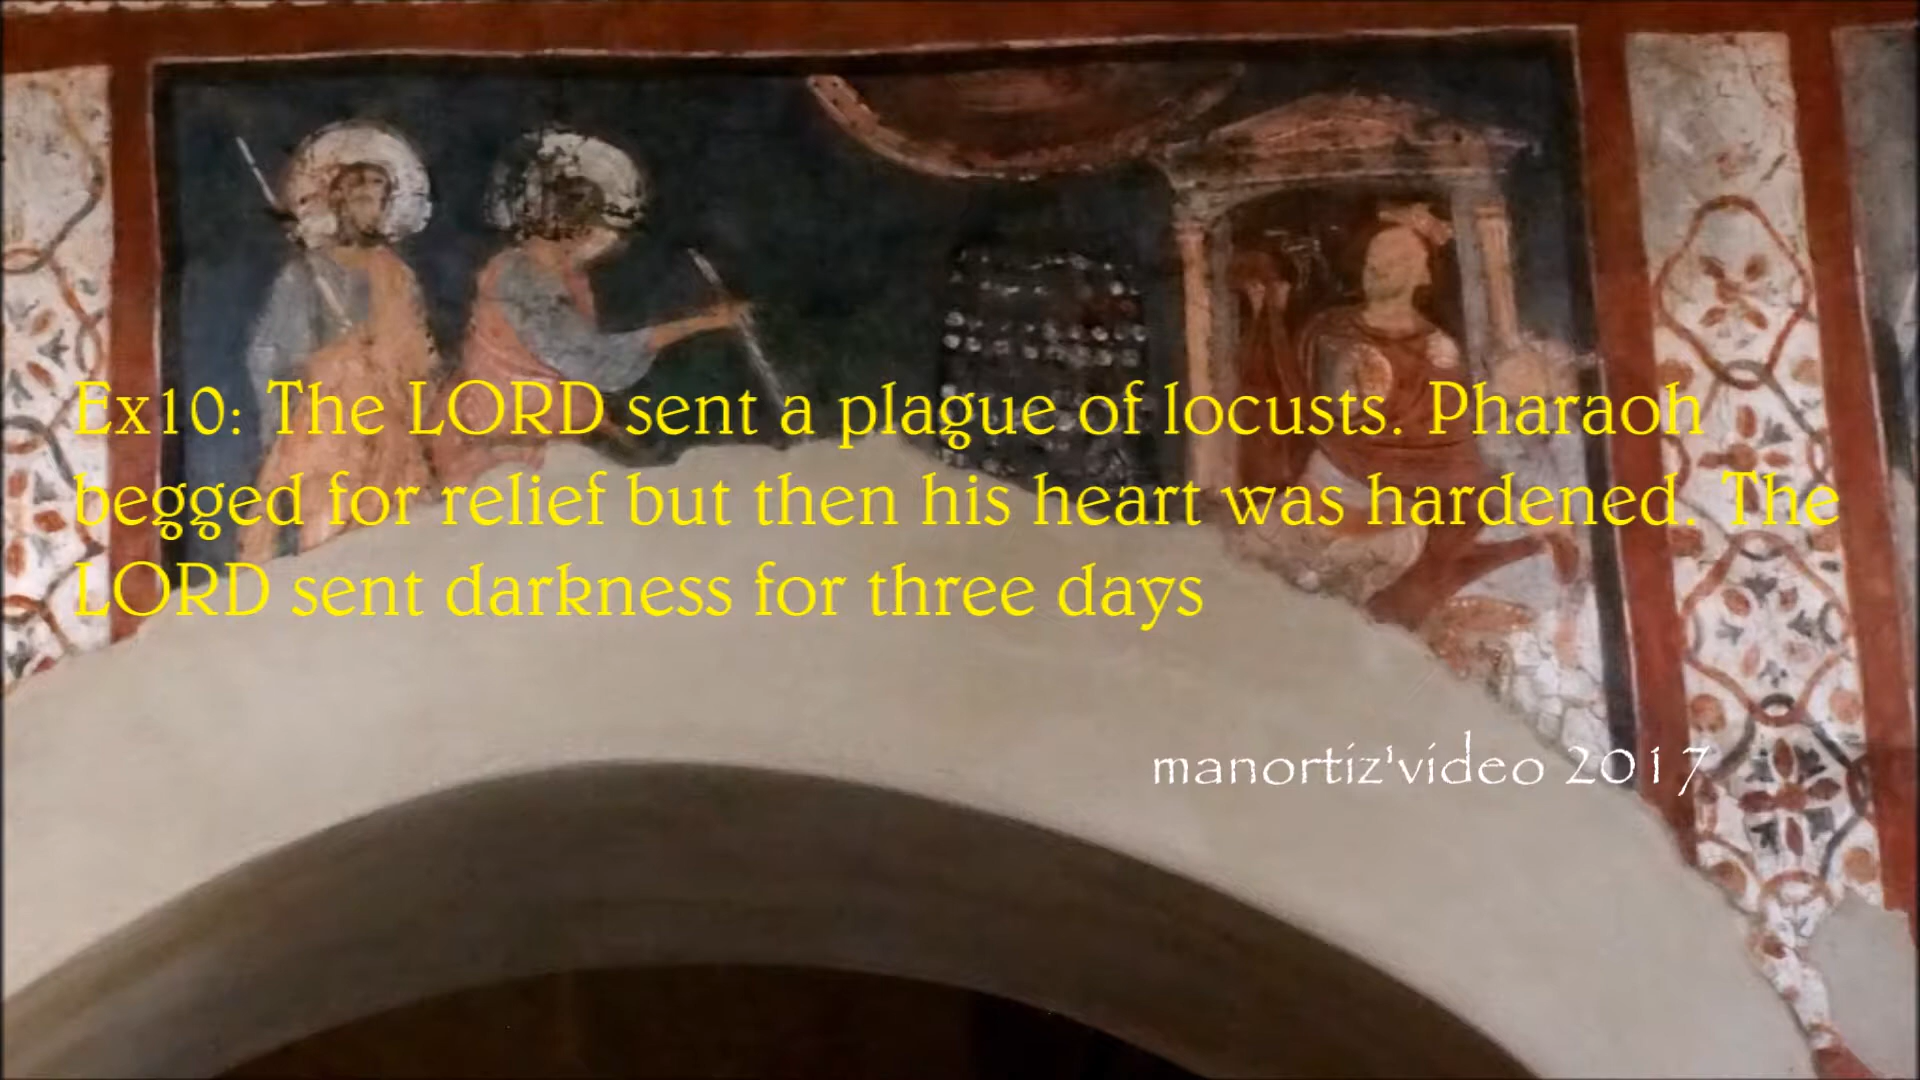 Ex10: The LORD sent a plague of locusts. Pharaoh
begged for relief but then his heart was hardened. The
LORD sent darkness for three days
manortiz'video 2017